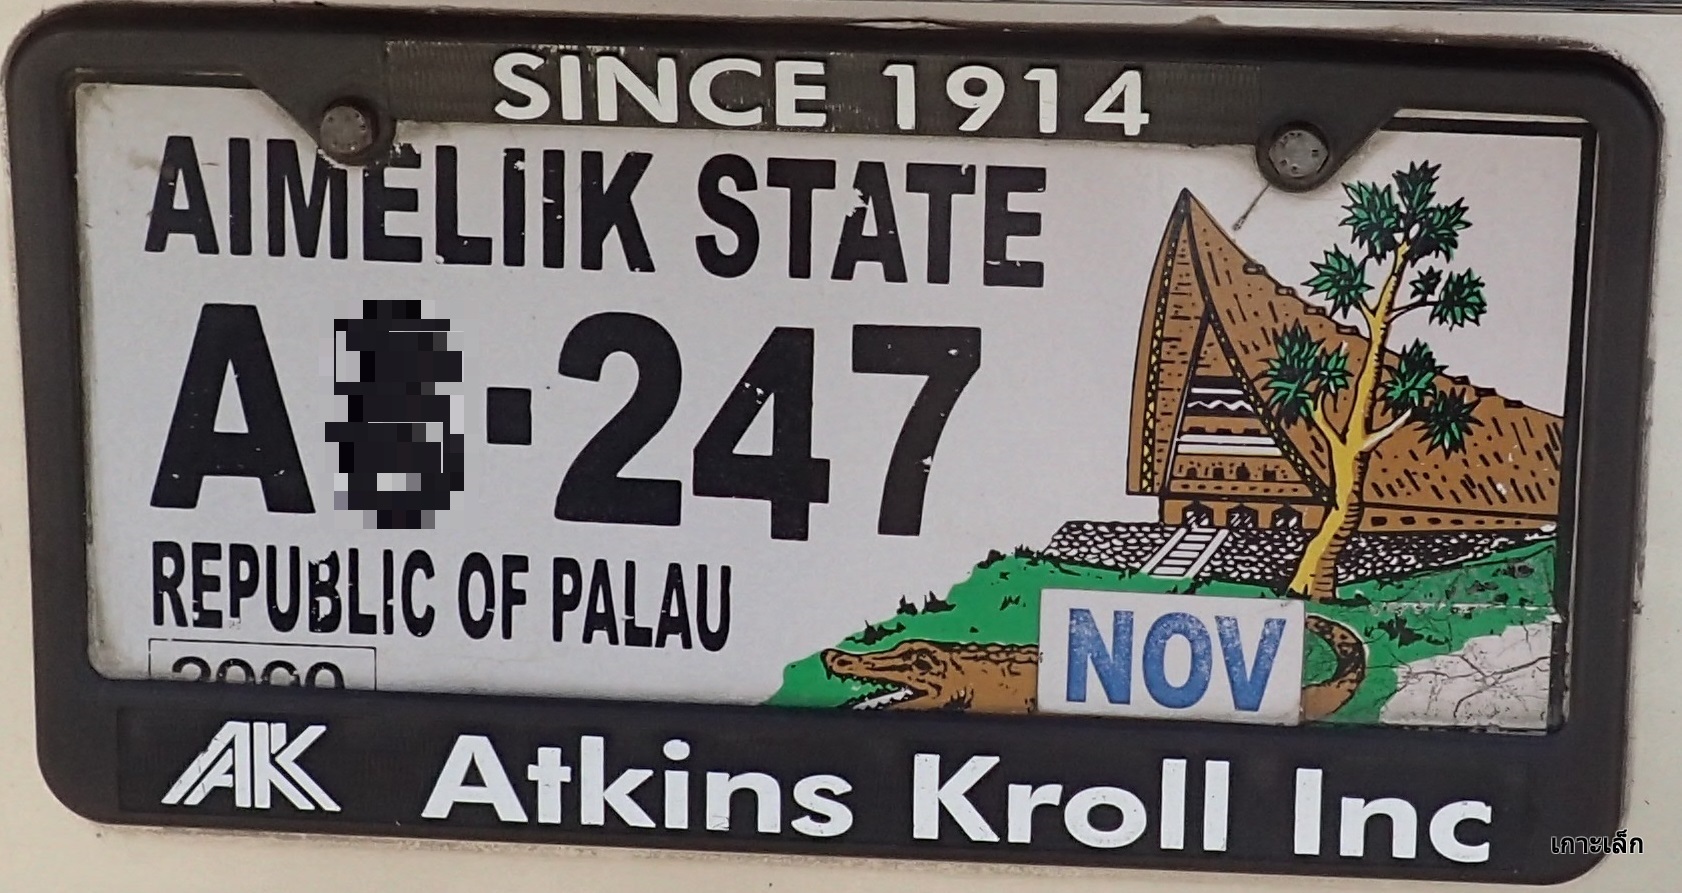 SINCE 1914
AIMELIIK STATE
A -247
REPUBLIC OF PALAU
NOV
AK Atkins Kroll Inc
เกาะเล็ก